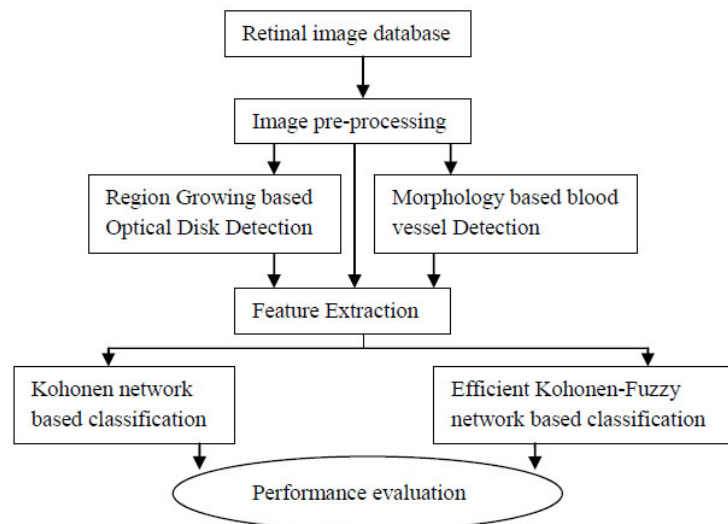 Retinal image database
Image pre-processing
Region Growing based
Optical Disk Detection
Morphology based blood
vessel Detection
Feature Extraction
Kohonen network
based classification
Efficient Kohonen-Fuzzy
network based classification
Performance evaluation